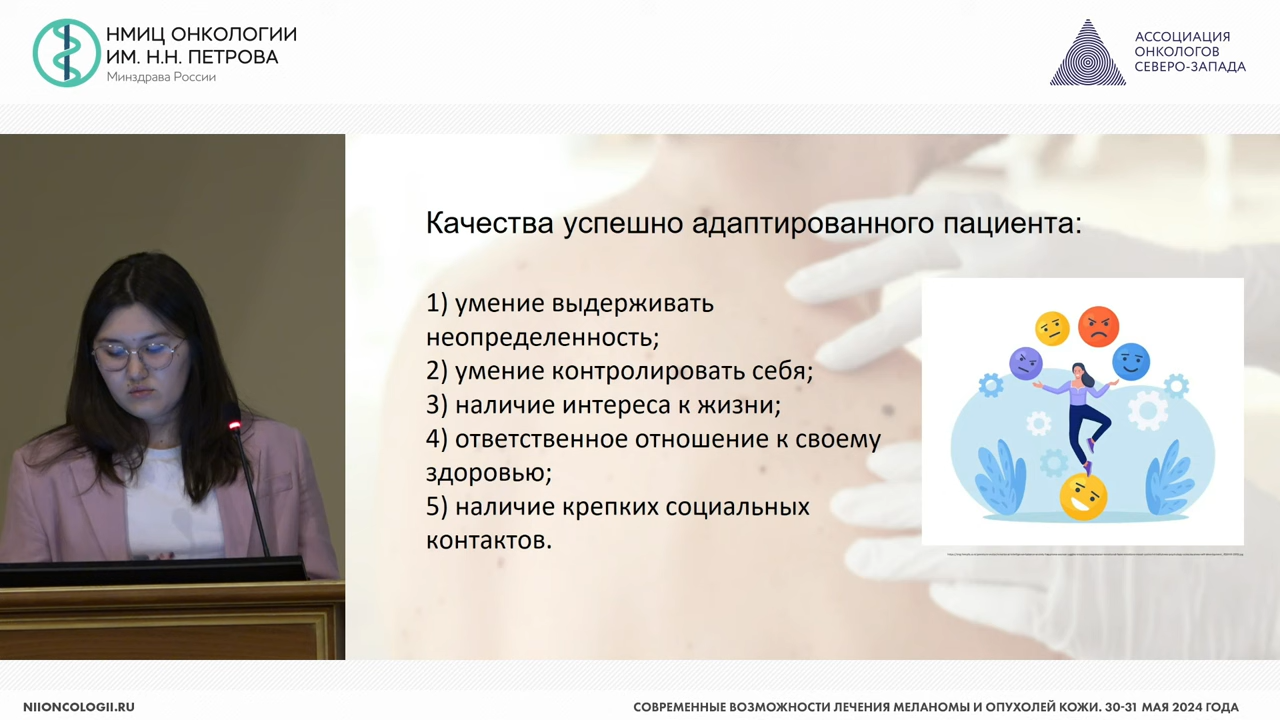 НМИЦ ОНКОЛОГИИ
ИМ. Н.Н. ПЕТРОВА
Минздрава России
АССОЦИАЦИЯ
ОНКОЛОГОВ
СЕВЕРО-ЗАПАДА
Качества успешно адаптированного пациента:
1) умение выдерживать
неопределенность;
2) умение контролировать себя;
3) наличие интереса к жизни;
4) ответственное отношение к своему
здоровью;
5) наличие крепких социальных
контактов.
NIIONCOLOGII.RU
СОВРЕМЕННЫЕ ВОЗМОЖНОСТИ ЛЕЧЕНИЯ МЕЛАНОМЫ И ОПУХОЛЕЙ КОЖИ. 30-31 МАЯ 2024 ГОДА